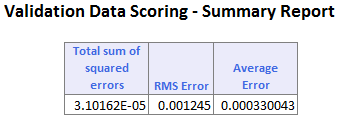 Validation Data Scoring - Summary Report
Total sum of
squared
errors
RMS Error
Average
Error
3.10162E-05
0.001245
0.000330043